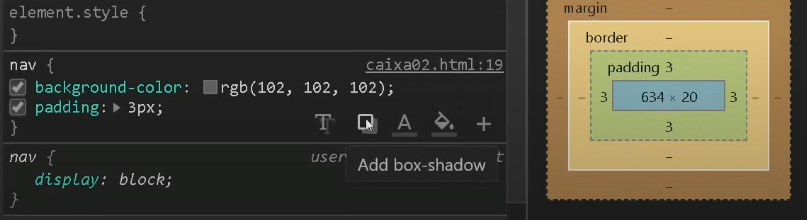 element.style {
}
nav {
caixa02.html:19
background-color: rgb(102, 102, 102);
padding: 3px;
}
nav {
user
t
display: block;
}
Add box-shadow
margin
–
border
–
padding 3
– – 3 634 × 20 3 – –
3
–
–